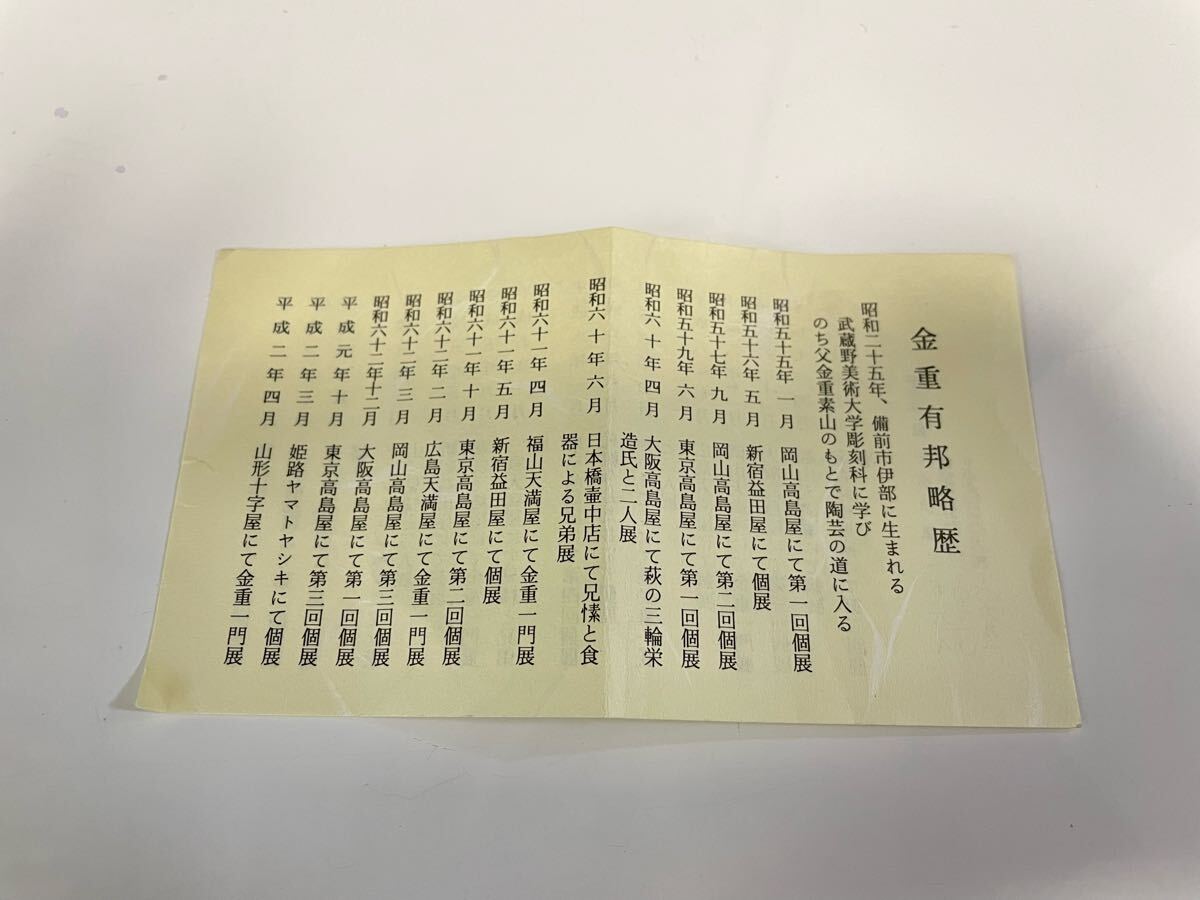 金重有邦略歴
昭和二十五年、備前市伊部に生まれる
武蔵野美術大学彫刻科に学び
のち父金重素山のもとで陶芸の道に入る
昭和五十五年 一 月 岡山高島屋にて第一回個展
昭和五十六年 五 月 新宿益田屋にて個展
昭和五十七年 九 月 岡山高島屋にて第二回個展
昭和五十九年 六 月 東京高島屋にて第一回個展
昭和六 十 年 四 月 大阪高島屋にて萩の三輪栄
造氏と二人展
昭和六 十 年 六 月 日本橋壷中店にて兄愫と食
器による兄弟展
昭和六十一年 四 月 福山天満屋にて金重一門展
昭和六十一年 五 月 新宿益田屋にて個展
昭和六十一年 十 月 東京高島屋にて第二回個展
昭和六十二年 二 月 広島天満屋にて金重一門展
昭和六十二年 三 月 岡山高島屋にて第三回個展
昭和六十二年十二月 大阪高島屋にて第一回個展
平 成 元 年 十 月 東京高島屋にて第三回個展
平 成 二 年 三 月 姫路ヤマトヤシキにて個展
平 成 二 年 四 月 山形十字屋にて金重一門展